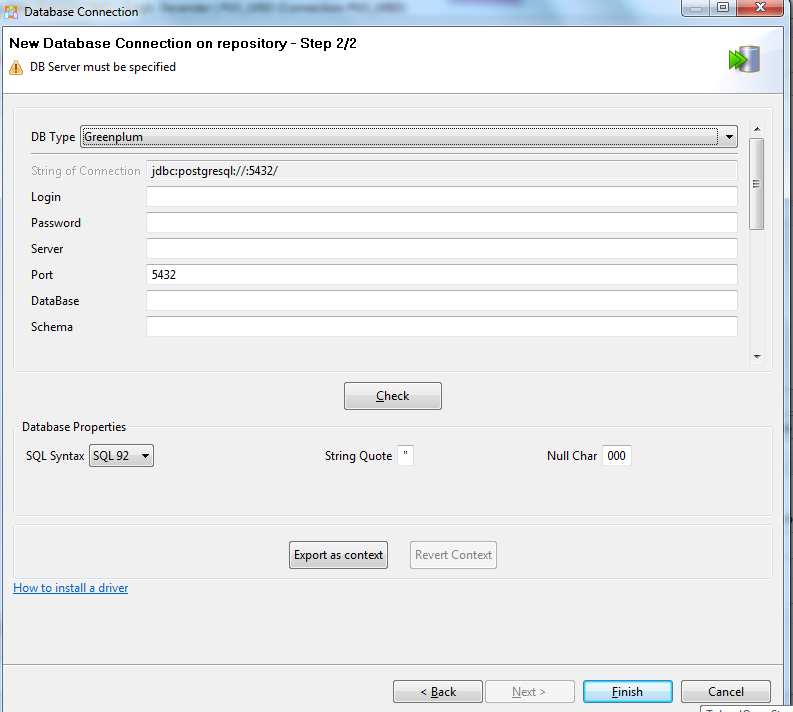 Database Connection
New Database Connection on repository - Step 2/2
DB Server must be specified
DB Type Greenplum
String of Connection jdbc:postgresql://:5432/
Login
Password
Server
Port 5432
DataBase
Schema
Check
Database Properties
SQL Syntax SQL 92 String Quote " Null Char 000
Export as context Revert Context
How to install a driver
< Back Next > Finish Cancel